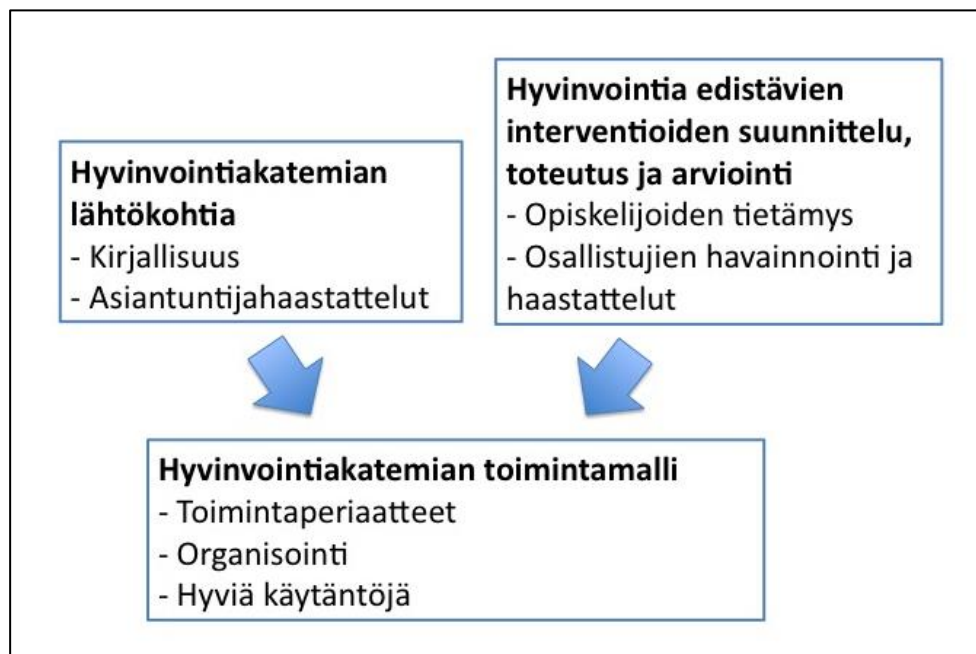 Hyvinvointiakatemian
lähtökohtia
- Kirjallisuus
- Asiantuntijahaastattelut
Hyvinvointia edistävien
interventioiden suunnittelu,
toteutus ja arviointi
- Opiskelijoiden tietämys
- Osallistujien havainnointi ja
haastattelut
Hyvinvointiakatemian toimintamalli
- Toimintaperiaatteet
- Organisointi
- Hyviä käytäntöjä